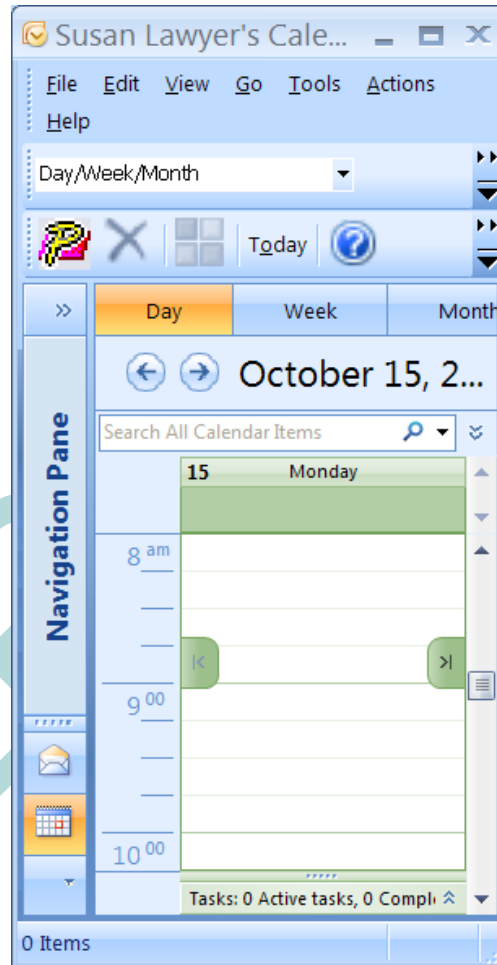 Susan Lawyer's Cale...
File Edit View Go Tools Actions
Help
Day/Week/Month
Today
Day Week Month
October 15, 2...
Search All Calendar Items
Navigation Pane
15 Monday
8 am
9 00
10 00
Tasks: 0 Active tasks, 0 Compl
0 Items